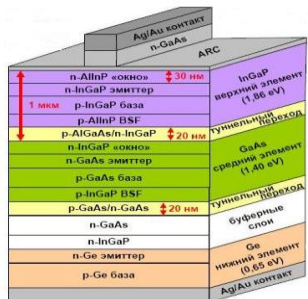 Ag/Au контакт
n-GaAs
ARC
n-AlInP «окно»
30 нм
n-InGaP эмиттер
1 мкм
p-InGaP база
p-AlInP BSF
p-AlGaAs/n-InGaP
20 нм
n-InGaP «окно»
n-GaAs эмиттер
p-GaAs база
p-InGaP BSF
p-GaAs/n-GaAs
20 нм
n-GaAs
n-InGaP
n-Ge эмиттер
p-Ge база
InGaP
верхний элемент
(1,86 eV)
туннельный
переход
GaAs
средний элемент
(1,40 eV)
туннельный
переход
буферные
слои
Ge
нижний элемент
(0,65 eV)
Ag/Au контакт